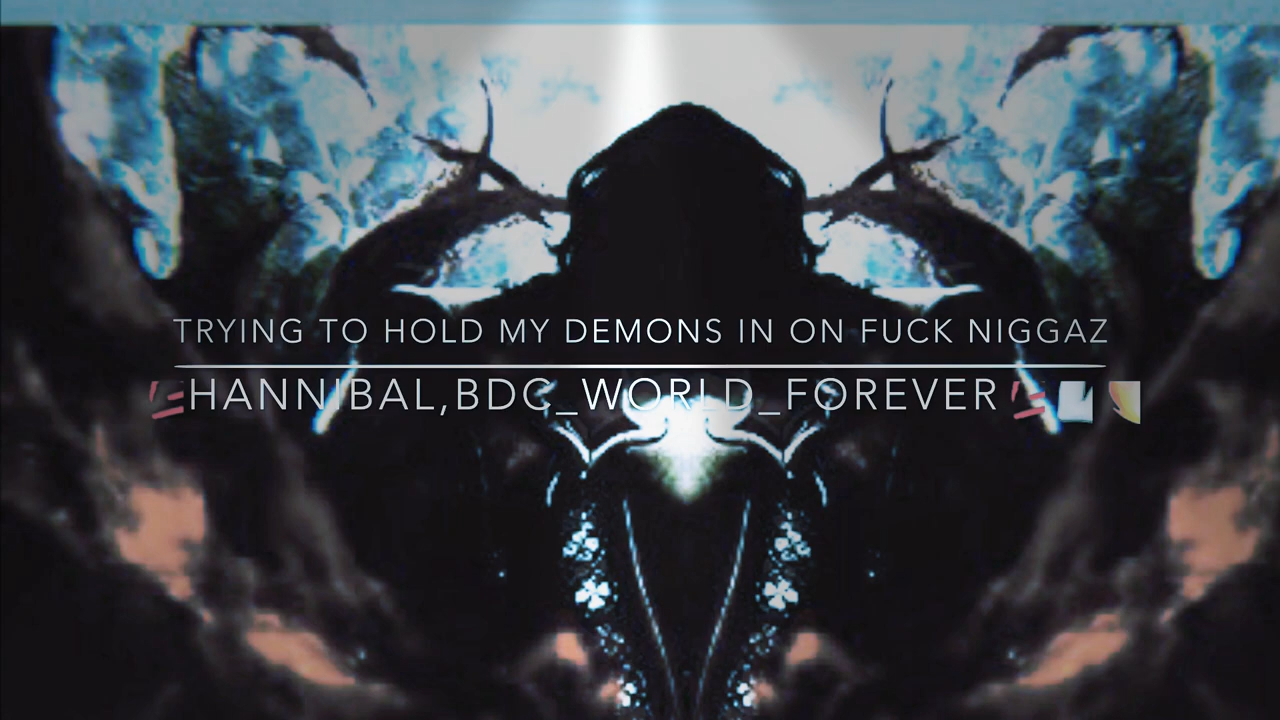 TRYING TO HOLD MY DEMONS IN ON FUCK NIGGAZ
HANNIBAL,BDC_WORLD_FOREVER